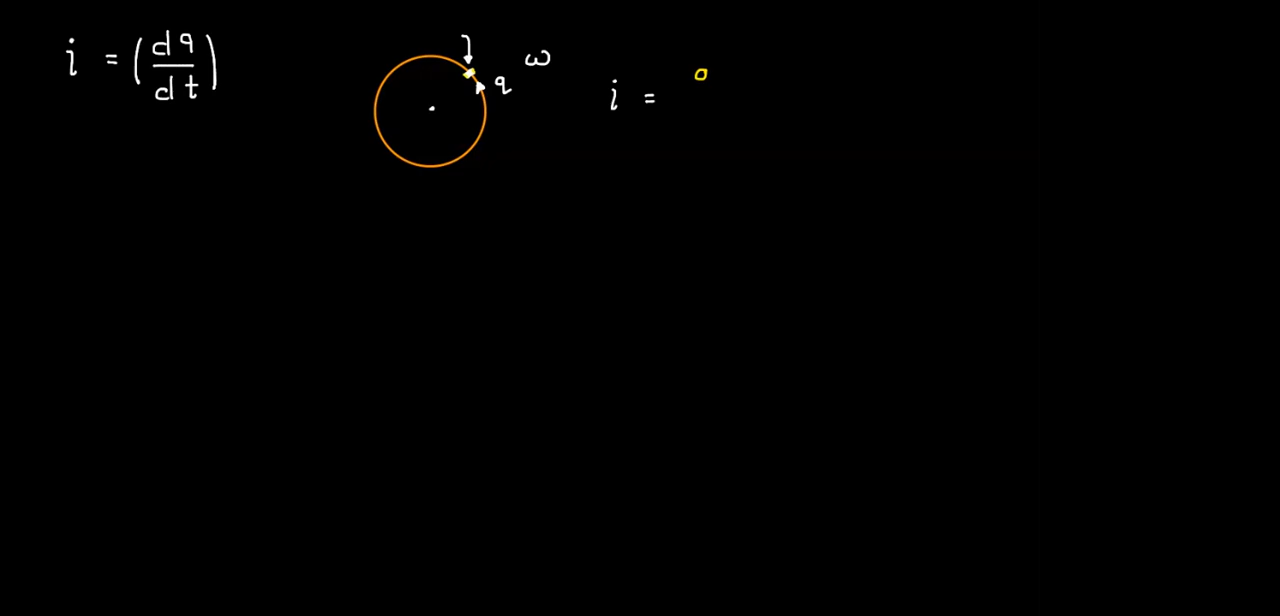 i = (dq/dt)
ω
q
i =